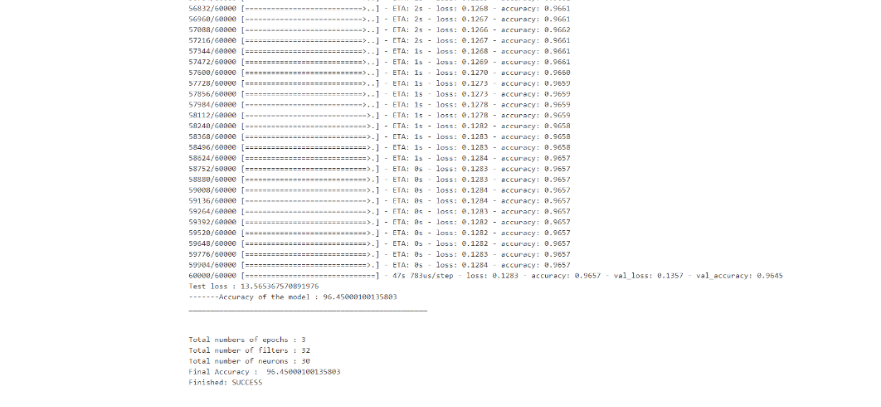 56832/60000 [===========================>..] - ETA: 2s - loss: 0.1268 - accuracy: 0.9661
56960/60000 [===========================>..] - ETA: 2s - loss: 0.1267 - accuracy: 0.9661
57088/60000 [===========================>..] - ETA: 2s - loss: 0.1266 - accuracy: 0.9662
57216/60000 [===========================>..] - ETA: 2s - loss: 0.1267 - accuracy: 0.9661
57344/60000 [===========================>..] - ETA: 1s - loss: 0.1268 - accuracy: 0.9661
57472/60000 [===========================>..] - ETA: 1s - loss: 0.1269 - accuracy: 0.9661
57600/60000 [===========================>..] - ETA: 1s - loss: 0.1270 - accuracy: 0.9660
57728/60000 [===========================>..] - ETA: 1s - loss: 0.1273 - accuracy: 0.9659
57856/60000 [===========================>..] - ETA: 1s - loss: 0.1273 - accuracy: 0.9659
57984/60000 [===========================>..] - ETA: 1s - loss: 0.1278 - accuracy: 0.9659
58112/60000 [============================>.] - ETA: 1s - loss: 0.1278 - accuracy: 0.9659
58240/60000 [============================>.] - ETA: 1s - loss: 0.1282 - accuracy: 0.9658
58368/60000 [============================>.] - ETA: 1s - loss: 0.1283 - accuracy: 0.9658
58496/60000 [============================>.] - ETA: 1s - loss: 0.1283 - accuracy: 0.9658
58624/60000 [============================>.] - ETA: 1s - loss: 0.1284 - accuracy: 0.9657
58752/60000 [============================>.] - ETA: 0s - loss: 0.1283 - accuracy: 0.9657
58880/60000 [============================>.] - ETA: 0s - loss: 0.1283 - accuracy: 0.9657
59008/60000 [============================>.] - ETA: 0s - loss: 0.1284 - accuracy: 0.9657
59136/60000 [============================>.] - ETA: 0s - loss: 0.1284 - accuracy: 0.9657
59264/60000 [============================>.] - ETA: 0s - loss: 0.1283 - accuracy: 0.9657
59392/60000 [============================>.] - ETA: 0s - loss: 0.1282 - accuracy: 0.9657
59520/60000 [============================>.] - ETA: 0s - loss: 0.1282 - accuracy: 0.9657
59648/60000 [============================>.] - ETA: 0s - loss: 0.1282 - accuracy: 0.9657
59776/60000 [============================>.] - ETA: 0s - loss: 0.1283 - accuracy: 0.9657
59904/60000 [============================>.] - ETA: 0s - loss: 0.1284 - accuracy: 0.9657
60000/60000 [==============================] - 47s 783us/step - loss: 0.1283 - accuracy: 0.9657 - val_loss: 0.1357 - val_accuracy: 0.9645
Test loss : 13.565367570891976
-------Accuracy of the model : 96.45000100135803
Total numbers of epochs : 3
Total number of filters : 32
Total number of neurons : 30
Final Accuracy :  96.45000100135803
Finished: SUCCESS